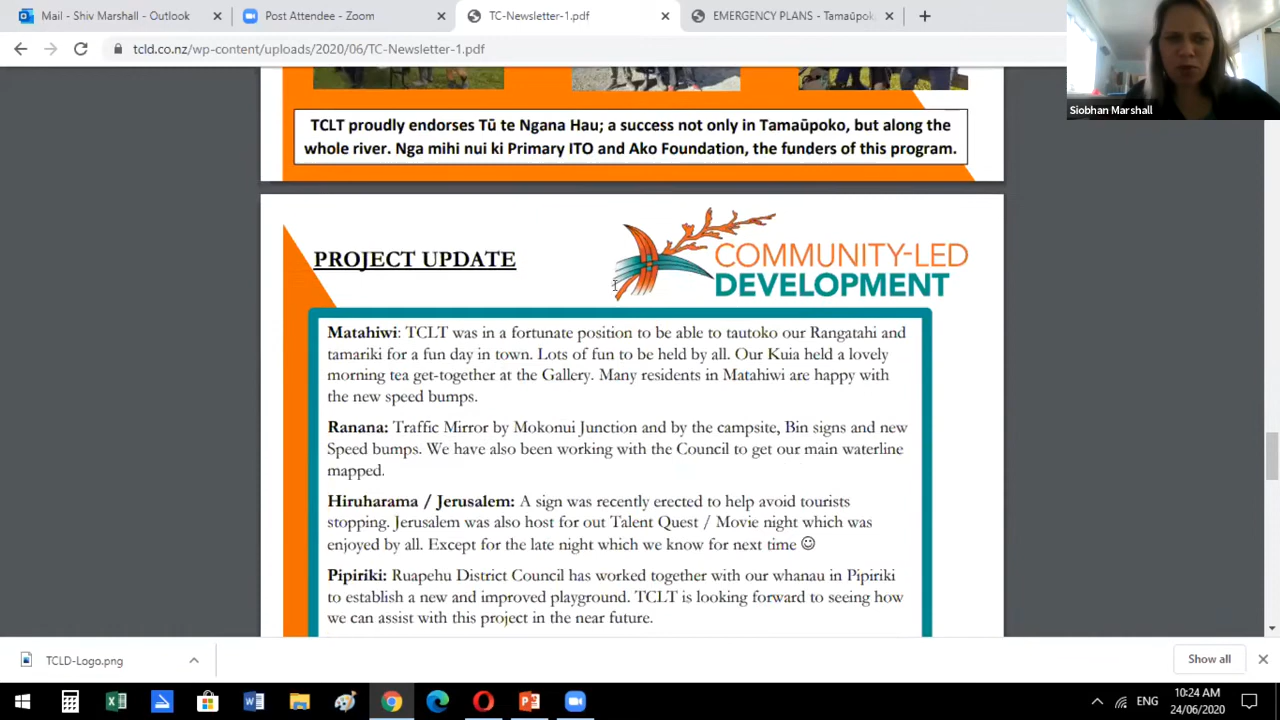 Mail - Shiv Marshall - Outlook
Post Attendee - Zoom
TC-Newsletter-1.pdf
EMERGENCY PLANS - Tamaūpoko
tcld.co.nz/wp-content/uploads/2020/06/TC-Newsletter-1.pdf
Siobhan Marshall
TCLT proudly endorses Tū te Ngana Hau; a success not only in Tamaūpoko, but along the
whole river. Nga mihi nui ki Primary ITO and Ako Foundation, the funders of this program.
PROJECT UPDATE
COMMUNITY-LED
DEVELOPMENT
Matahiwi: TCLT was in a fortunate position to be able to tautoko our Rangatahi and
tamariki for a fun day in town. Lots of fun to be held by all. Our Kuia held a lovely
morning tea get-together at the Gallery. Many residents in Matahiwi are happy with
the new speed bumps.
Ranana: Traffic Mirror by Mokonui Junction and by the campsite, Bin signs and new
Speed bumps. We have also been working with the Council to get our main waterline
mapped.
Hiruharama / Jerusalem: A sign was recently erected to help avoid tourists
stopping. Jerusalem was also host for out Talent Quest / Movie night which was
enjoyed by all. Except for the late night which we know for next time ☺
Pipiriki: Ruapehu District Council has worked together with our whanau in Pipiriki
to establish a new and improved playground. TCLT is looking forward to seeing how
we can assist with this project in the near future.
TCLD-Logo.png
Show all
ENG
10:24 AM
24/06/2020